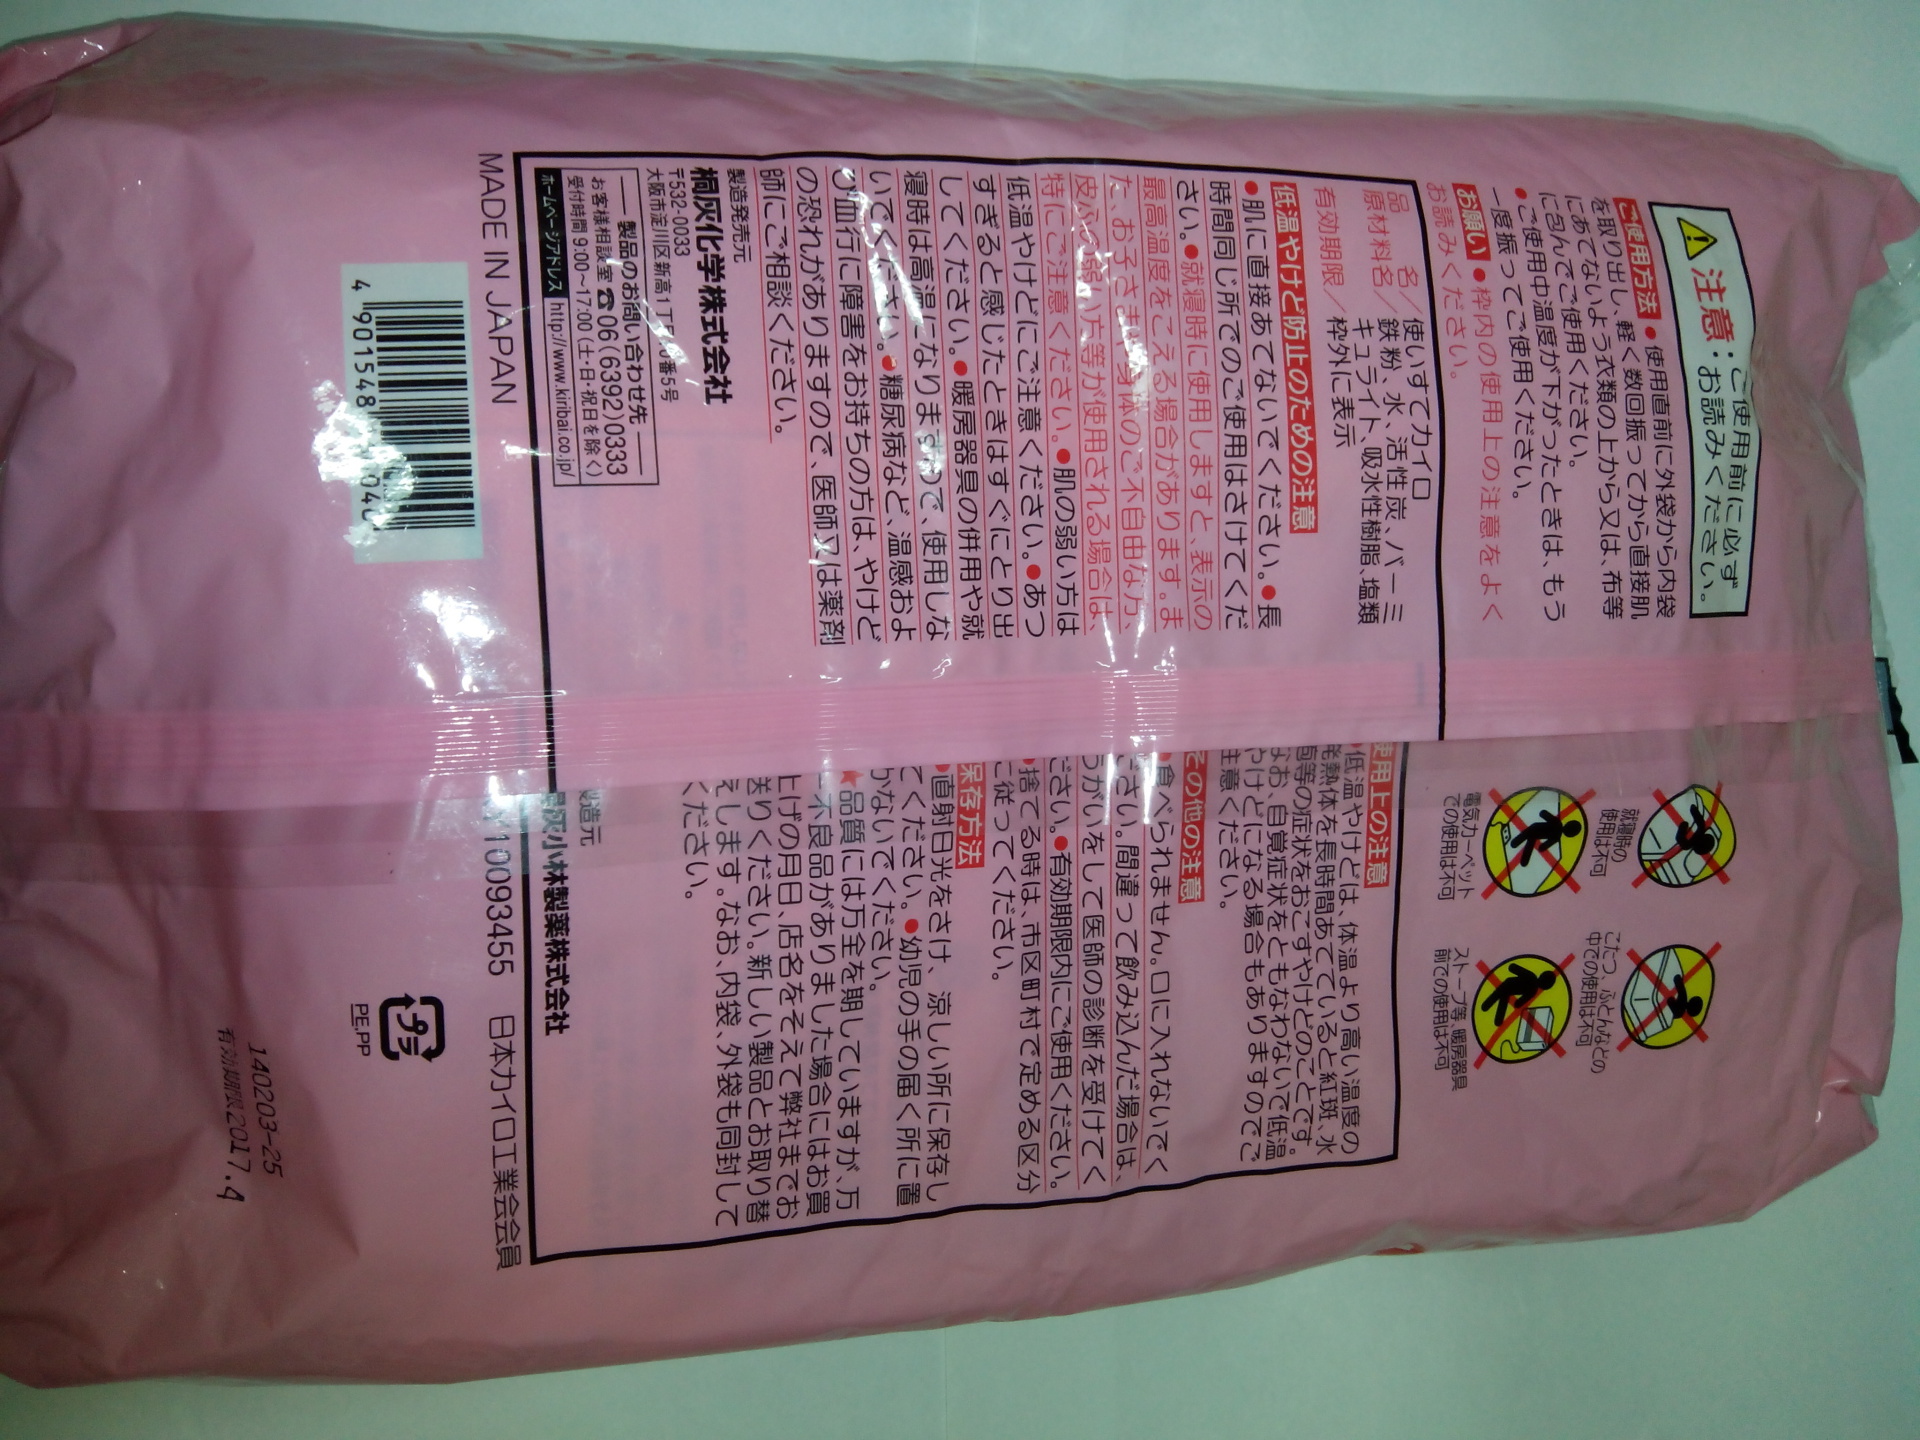 注意:ご使用前に必ず
お読みください。
ご使用方法 ●使用直前に外袋から内袋
を取り出し、軽く数回振ってから直接肌
にあてないよう衣類の上から又は、布等
に包んでご使用ください。
●ご使用中温度が下がったときは、もう
一度振ってご使用ください。
お願い ●枠内の使用上の注意をよく
お読みください。
品 名/使いすてカイロ
原材料名/鉄粉、水、活性炭、バーミ
キュライト、吸水性樹脂、塩類
有効期限/枠外に表示
低温やけど防止のための注意
●肌に直接あてないでください。●長
時間同じ所でのご使用はさけてくだ
さい。●就寝時に使用しますと、表示の
最高温度をこえる場合があります。ま
た、お子さまや身体のご不自由な方、
皮ふの弱い方等が使用される場合は、
特にご注意ください。●肌の弱い方は
低温やけどにご注意ください。●あつ
すぎると感じたときはすぐにとり出
してください。●暖房器具の併用や就
寝時は高温になりますので、使用しな
いでください。●糖尿病など、温感およ
び血行に障害をお持ちの方は、やけど
の恐れがありますので、医師又は薬剤
師にご相談ください。
製造発売元
桐灰化学株式会社
〒532-0033
大阪市淀川区新高1丁目 番5号
製品のお問い合わせ先
お客様相談室☎06(6392)0333
受付時間 9:00~17:00(土・日・祝日を除く)
ホームページアドレス http://www.kiribai.co.jp/
MADE IN JAPAN
4 901548
就寝時の
使用は不可
こたつ、ふとんなどの
中での使用は不可
電気カーペット
での使用は不可
ストーブ等、暖房器具
前での使用は不可
使用上の注意
低温やけどは、体温より高い温度の
発熱体を長時間あてていると紅斑、水
疱等の症状をおこすやけどのことです。
なお、自覚症状をともなわないで低温
やけどになる場合もありますのでご
注意ください。
その他の注意
●食べられません。口に入れないでく
ださい。間違って飲み込んだ場合は、
うがいをして医師の診断を受けてく
ださい。●有効期限内にご使用ください。
●捨てる時は、市区町村で定める区分
に従ってください。
保存方法
●直射日光をさけ、涼しい所に保存し
てください。●幼児の手の届く所に置
かないでください。
★品質には万全を期していますが、万
一不良品がありました場合にはお買
上げの月日、店名をそえて弊社までお
送りください。新しい製品とお取り替
えします。なお、内袋、外袋も同封して
ください。
製造元
桐灰小林製薬株式会社
10093455 日本カイロ工業会会員
プラ
PE,PP
140203-25
有効期限2017.4